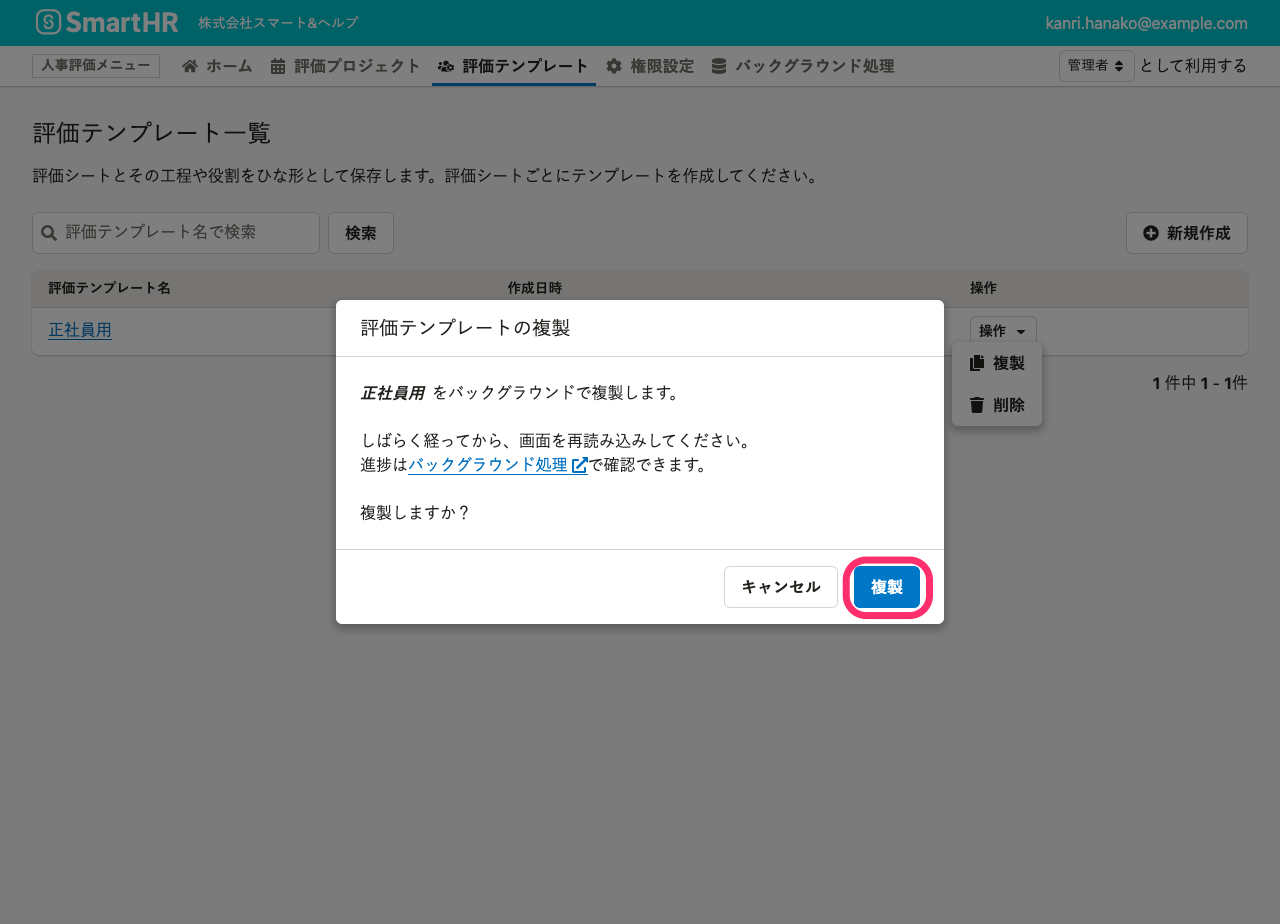 SmartHR 株式会社スマート&ヘルプ kanri.hanako@example.com
人事評価メニュー ホーム 評価プロジェクト 評価テンプレート 権限設定 バックグラウンド処理 管理者 として利用する
評価テンプレート一覧
評価シートとその工程や役割をひな形として保存します。評価シートごとにテンプレートを作成してください。
評価テンプレート名で検索 検索 新規作成
評価テンプレート名 作成日時 操作
正社員用 操作
複製
削除
1 件中 1 - 1件
評価テンプレートの複製
正社員用 をバックグラウンドで複製します。
しばらく経ってから、画面を再読み込みしてください。
進捗はバックグラウンド処理で確認できます。
複製しますか？
キャンセル 複製